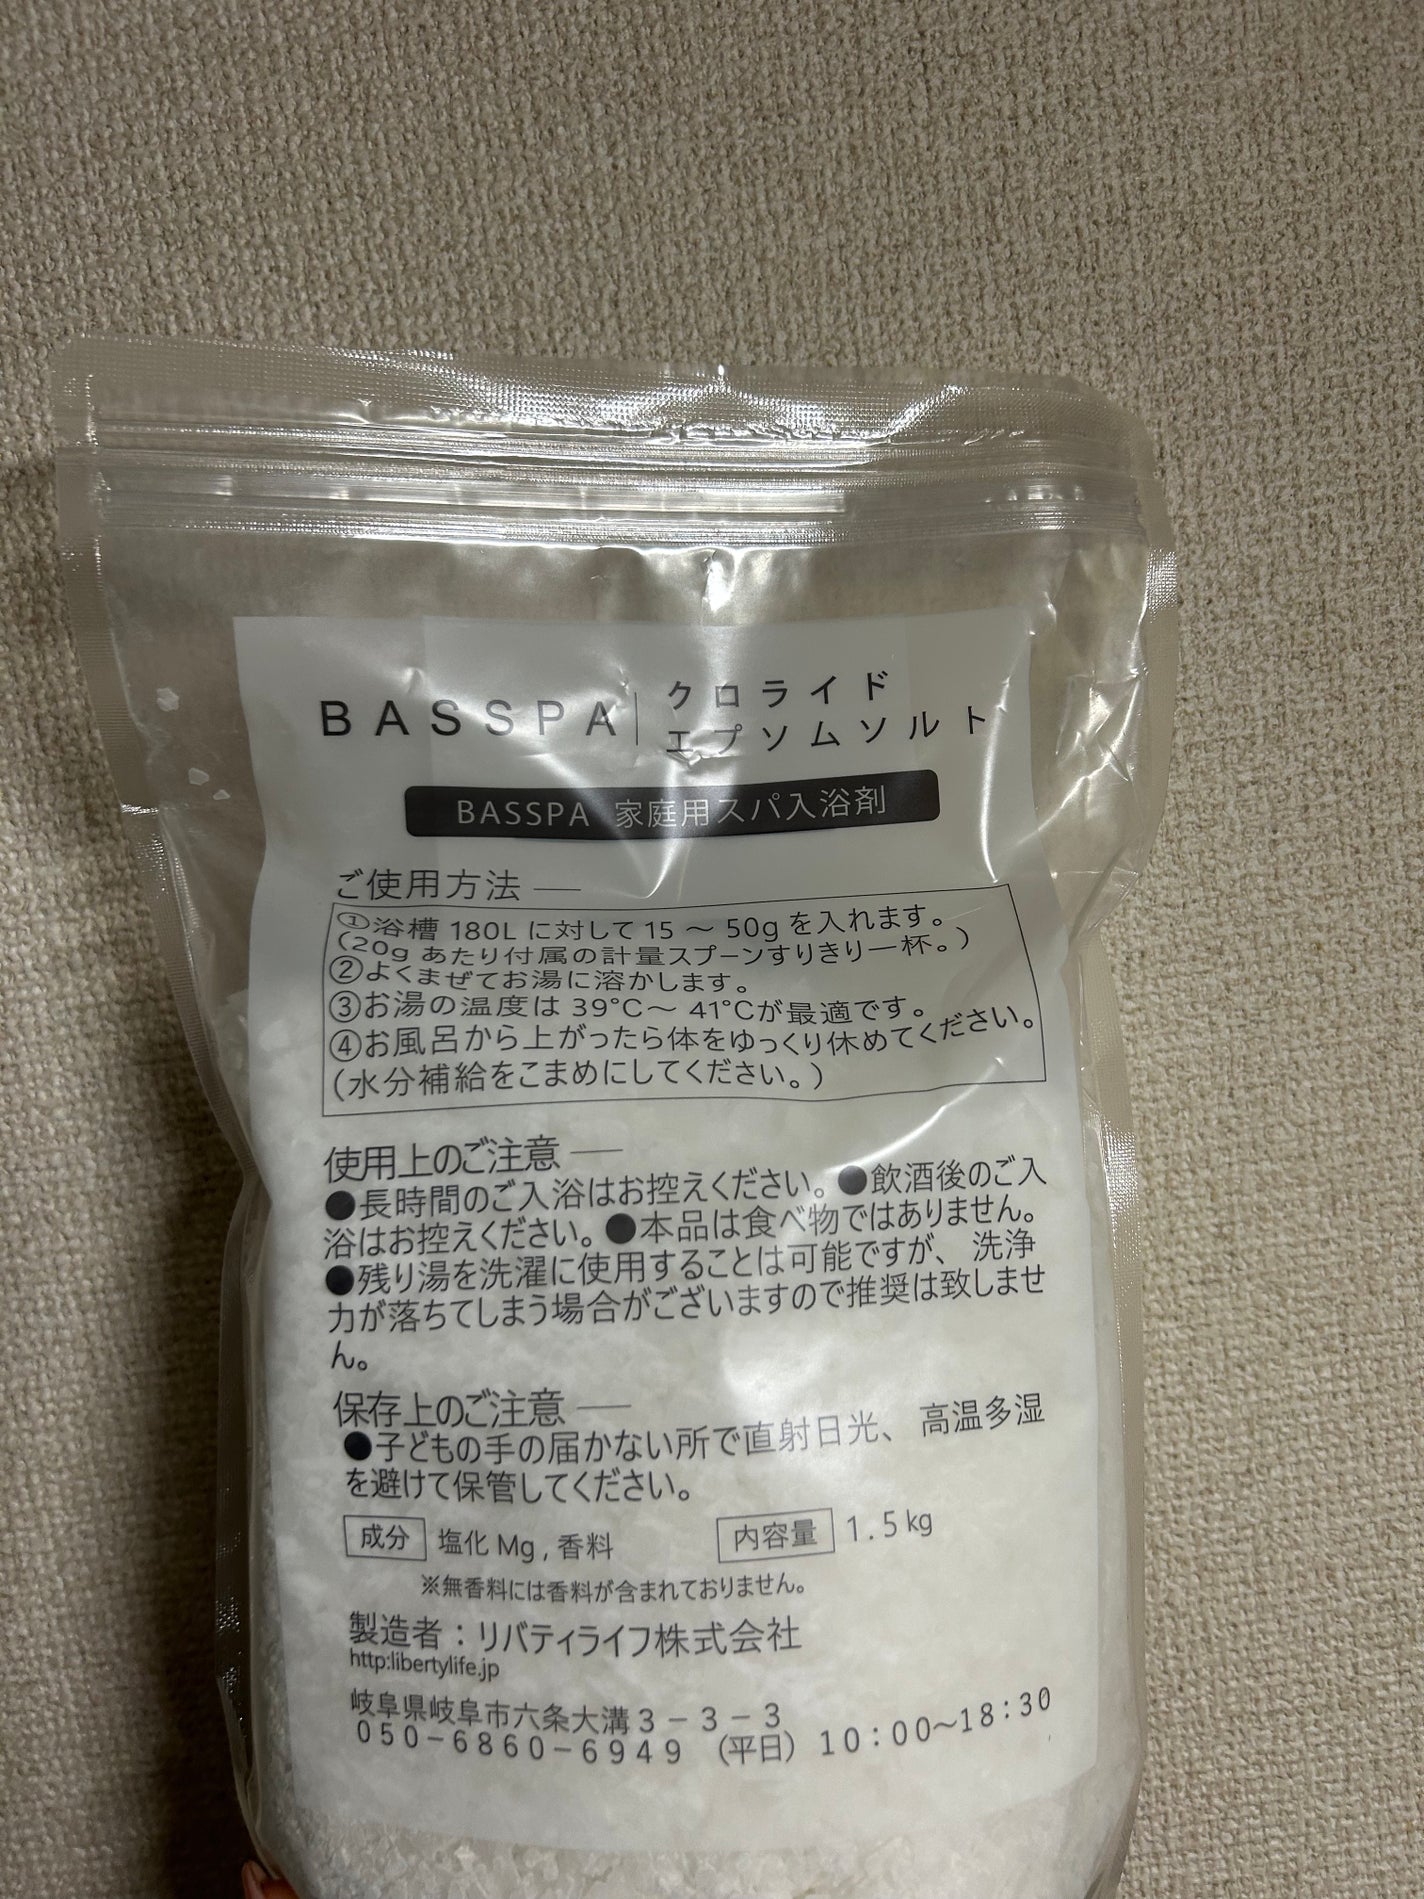 BASSPA
クロライド
エプソムソルト
BASSPA 家庭用スパ入浴剤
ご使用方法 —
①浴槽 180L に対して 15 ～ 50g を入れます。
(20g あたり付属の計量スプーンすりきり一杯。)
②よくまぜてお湯に溶かします。
③お湯の温度は 39℃～ 41℃が最適です。
④お風呂から上がったら体をゆっくり休めてください。
(水分補給をこまめにしてください。)
使用上のご注意 —
●長時間のご入浴はお控えください。●飲酒後のご入
浴はお控えください。●本品は食べ物ではありません。
●残り湯を洗濯に使用することは可能ですが、洗浄
力が落ちてしまう場合がございますので推奨は致しませ
ん。
保存上のご注意 —
●子どもの手の届かない所で直射日光、高温多湿
を避けて保管してください。
成分 塩化 Mg , 香料 内容量 1.5㎏
※無香料には香料が含まれておりません。
製造者：リバティライフ株式会社
http:libertylife.jp
岐阜県岐阜市六条大溝３－３－３
050-6860-6949 (平日) 10：00～18：30